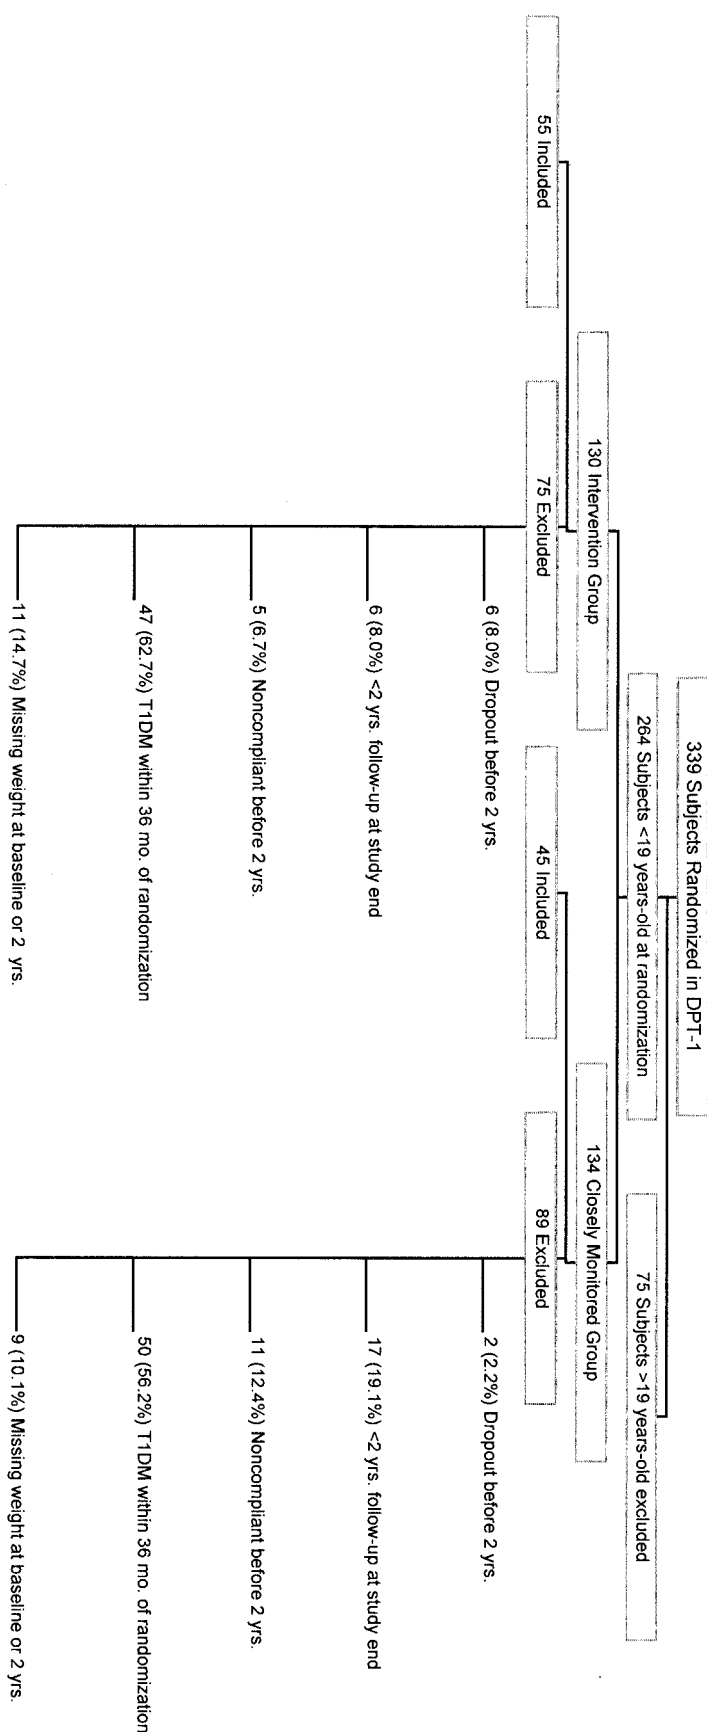 339 Subjects Randomized in DPT-1
264 Subjects <19 years-old at randomization
75 Subjects >19 years-old excluded
130 Intervention Group
134 Closely Monitored Group
55 Included
75 Excluded
45 Included
89 Excluded
6 (8.0%) Dropout before 2 yrs.
6 (8.0%) <2 yrs. follow-up at study end
5 (6.7%) Noncompliant before 2 yrs.
47 (62.7%) T1DM within 36 mo. of randomization
11 (14.7%) Missing weight at baseline or 2 yrs.
2 (2.2%) Dropout before 2 yrs.
17 (19.1%) <2 yrs. follow-up at study end
11 (12.4%) Noncompliant before 2 yrs.
50 (56.2%) T1DM within 36 mo. of randomization
9 (10.1%) Missing weight at baseline or 2 yrs.